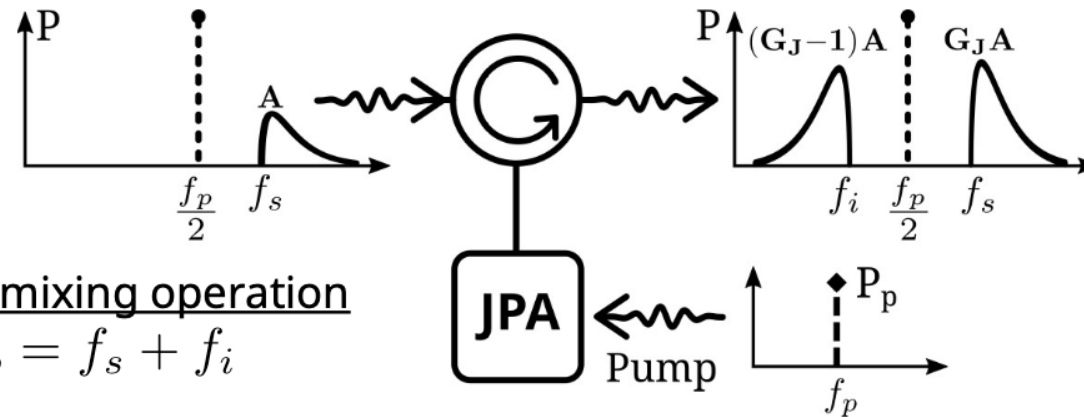 P
A
f_p/2
f_s
P
(G_J−1)A
G_J A
f_i
f_p/2
f_s
mixing operation
= f_s + f_i
JPA
Pump
P_p
f_p